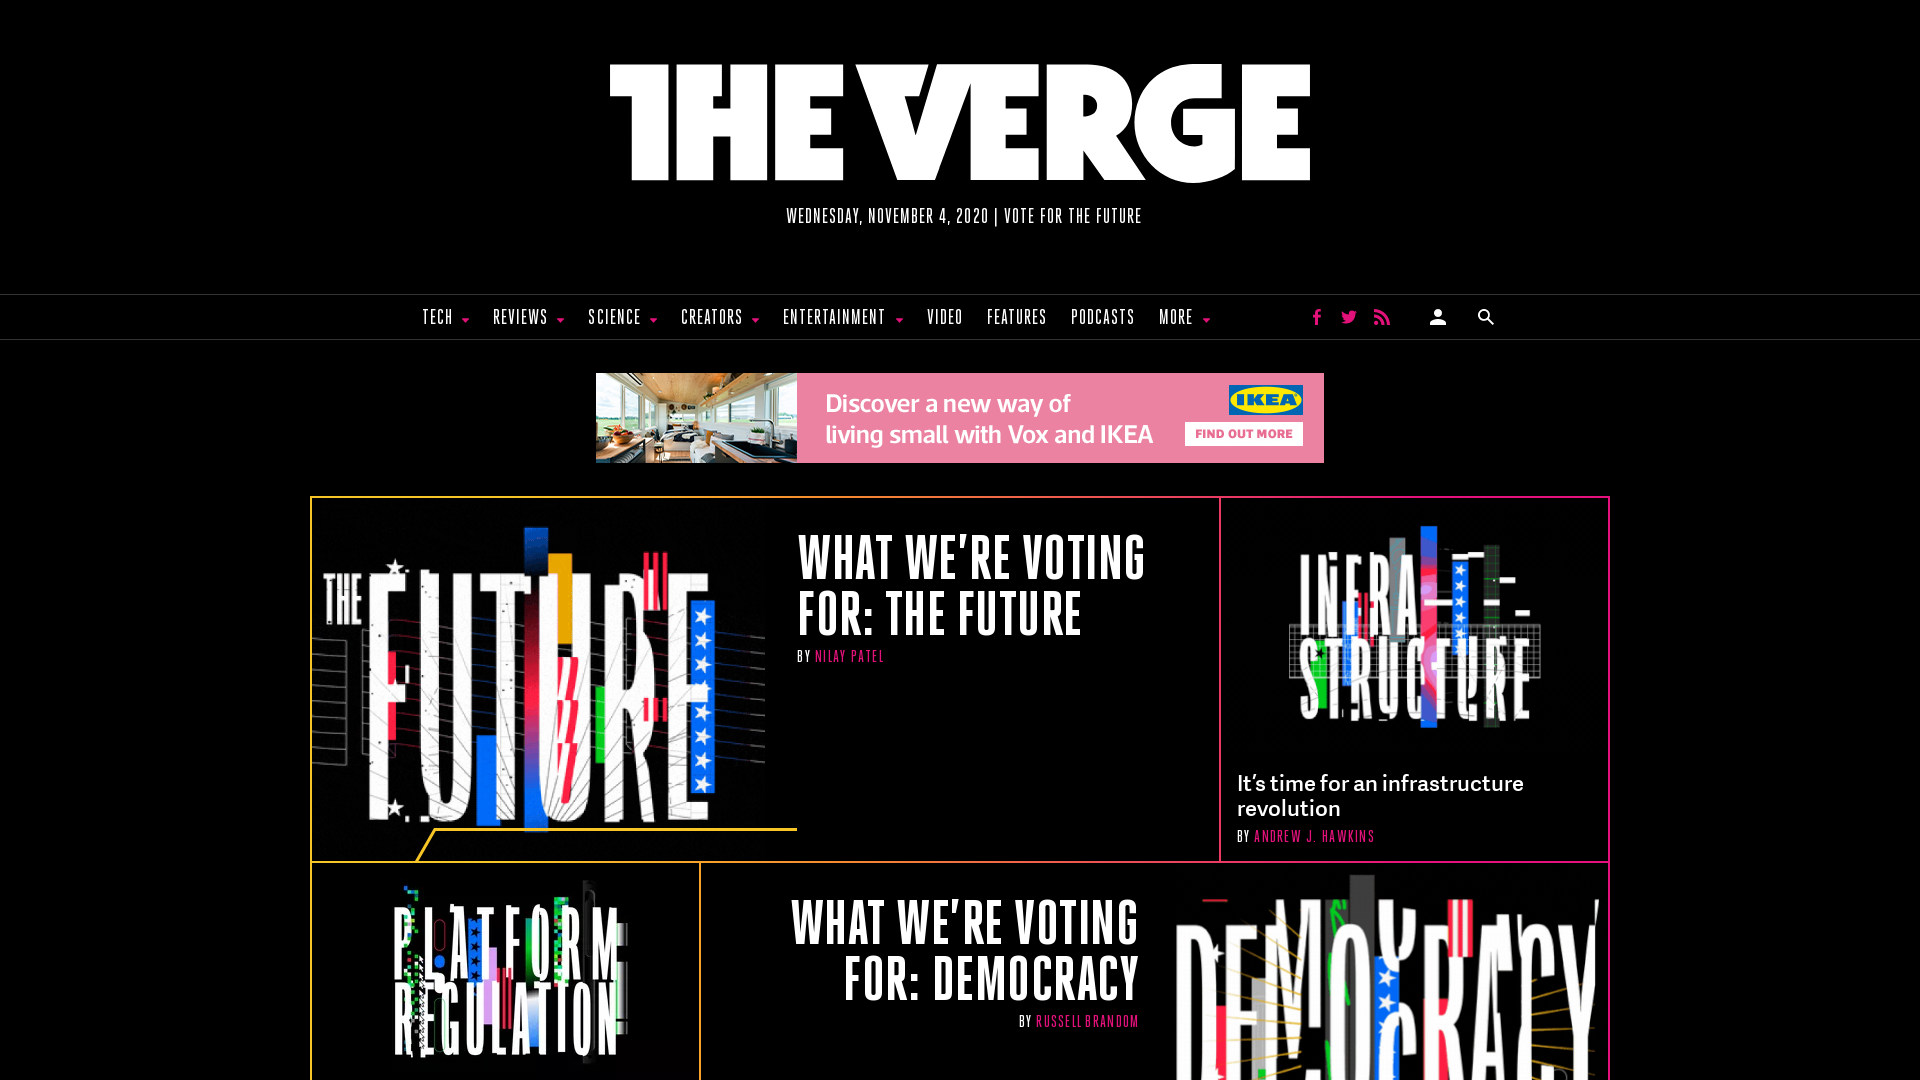 THE VERGE
WEDNESDAY, NOVEMBER 4, 2020 | VOTE FOR THE FUTURE
TECH REVIEWS SCIENCE CREATORS ENTERTAINMENT VIDEO FEATURES PODCASTS MORE
Discover a new way of
living small with Vox and IKEA
IKEA
FIND OUT MORE
THE FUTURE
WHAT WE'RE VOTING
FOR: THE FUTURE
BY NILAY PATEL
INFRA
STRUCTURE
It's time for an infrastructure
revolution
BY ANDREW J. HAWKINS
PLATFORM
REGULATION
WHAT WE'RE VOTING
FOR: DEMOCRACY
BY RUSSELL BRANDOM
DEMOCRACY